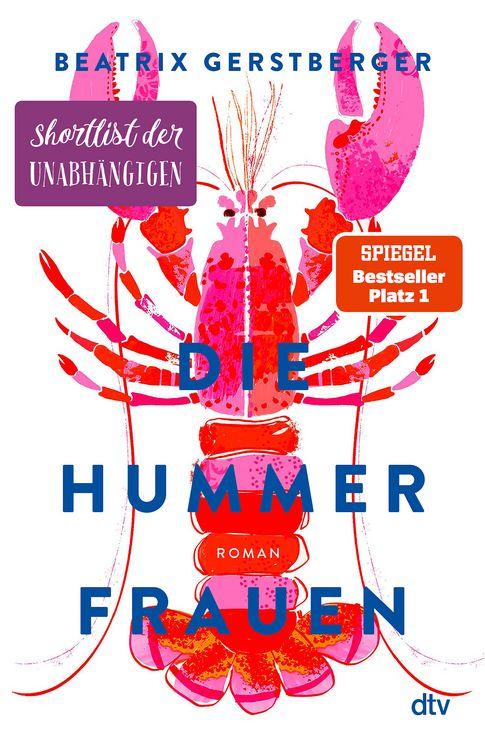 BEATRIX GERSTBERGER
shortlist der
UNABHÄNGIGEN
SPIEGEL
Bestseller
Platz 1
DIE
HUMMER
ROMAN
FRAUEN
dtv